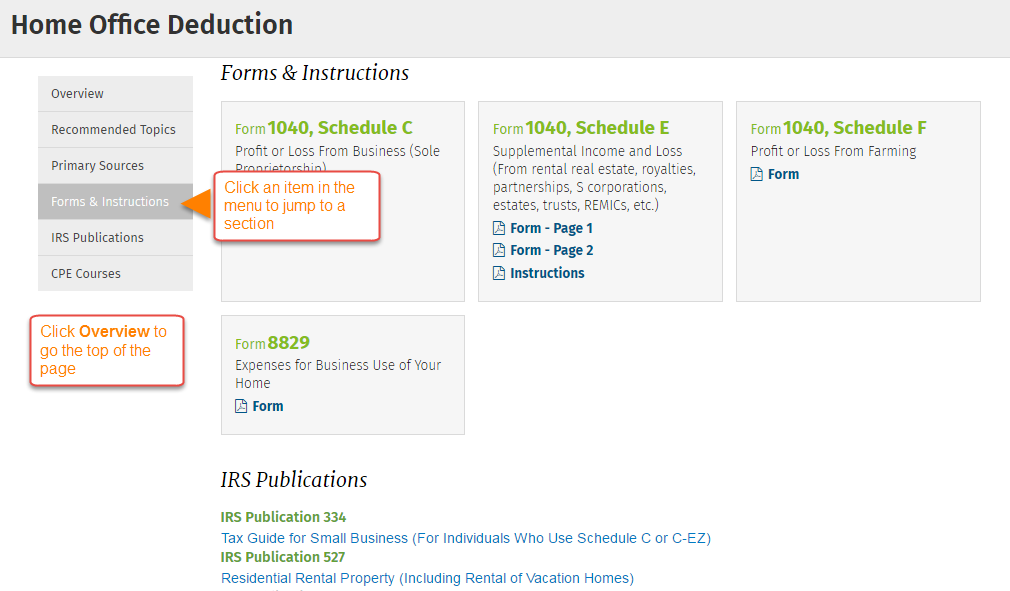 Home Office Deduction
Overview
Recommended Topics
Primary Sources
Forms & Instructions
IRS Publications
CPE Courses
Click Overview to
go the top of the
page
Forms & Instructions
Form 1040, Schedule C
Profit or Loss From Business (Sole
Proprietorship)
Click an item in the
menu to jump to a
section
Form 1040, Schedule E
Supplemental Income and Loss
(From rental real estate, royalties,
partnerships, S corporations,
estates, trusts, REMICs, etc.)
Form - Page 1
Form - Page 2
Instructions
Form 1040, Schedule F
Profit or Loss From Farming
Form
Form 8829
Expenses for Business Use of Your
Home
Form
IRS Publications
IRS Publication 334
Tax Guide for Small Business (For Individuals Who Use Schedule C or C-EZ)
IRS Publication 527
Residential Rental Property (Including Rental of Vacation Homes)